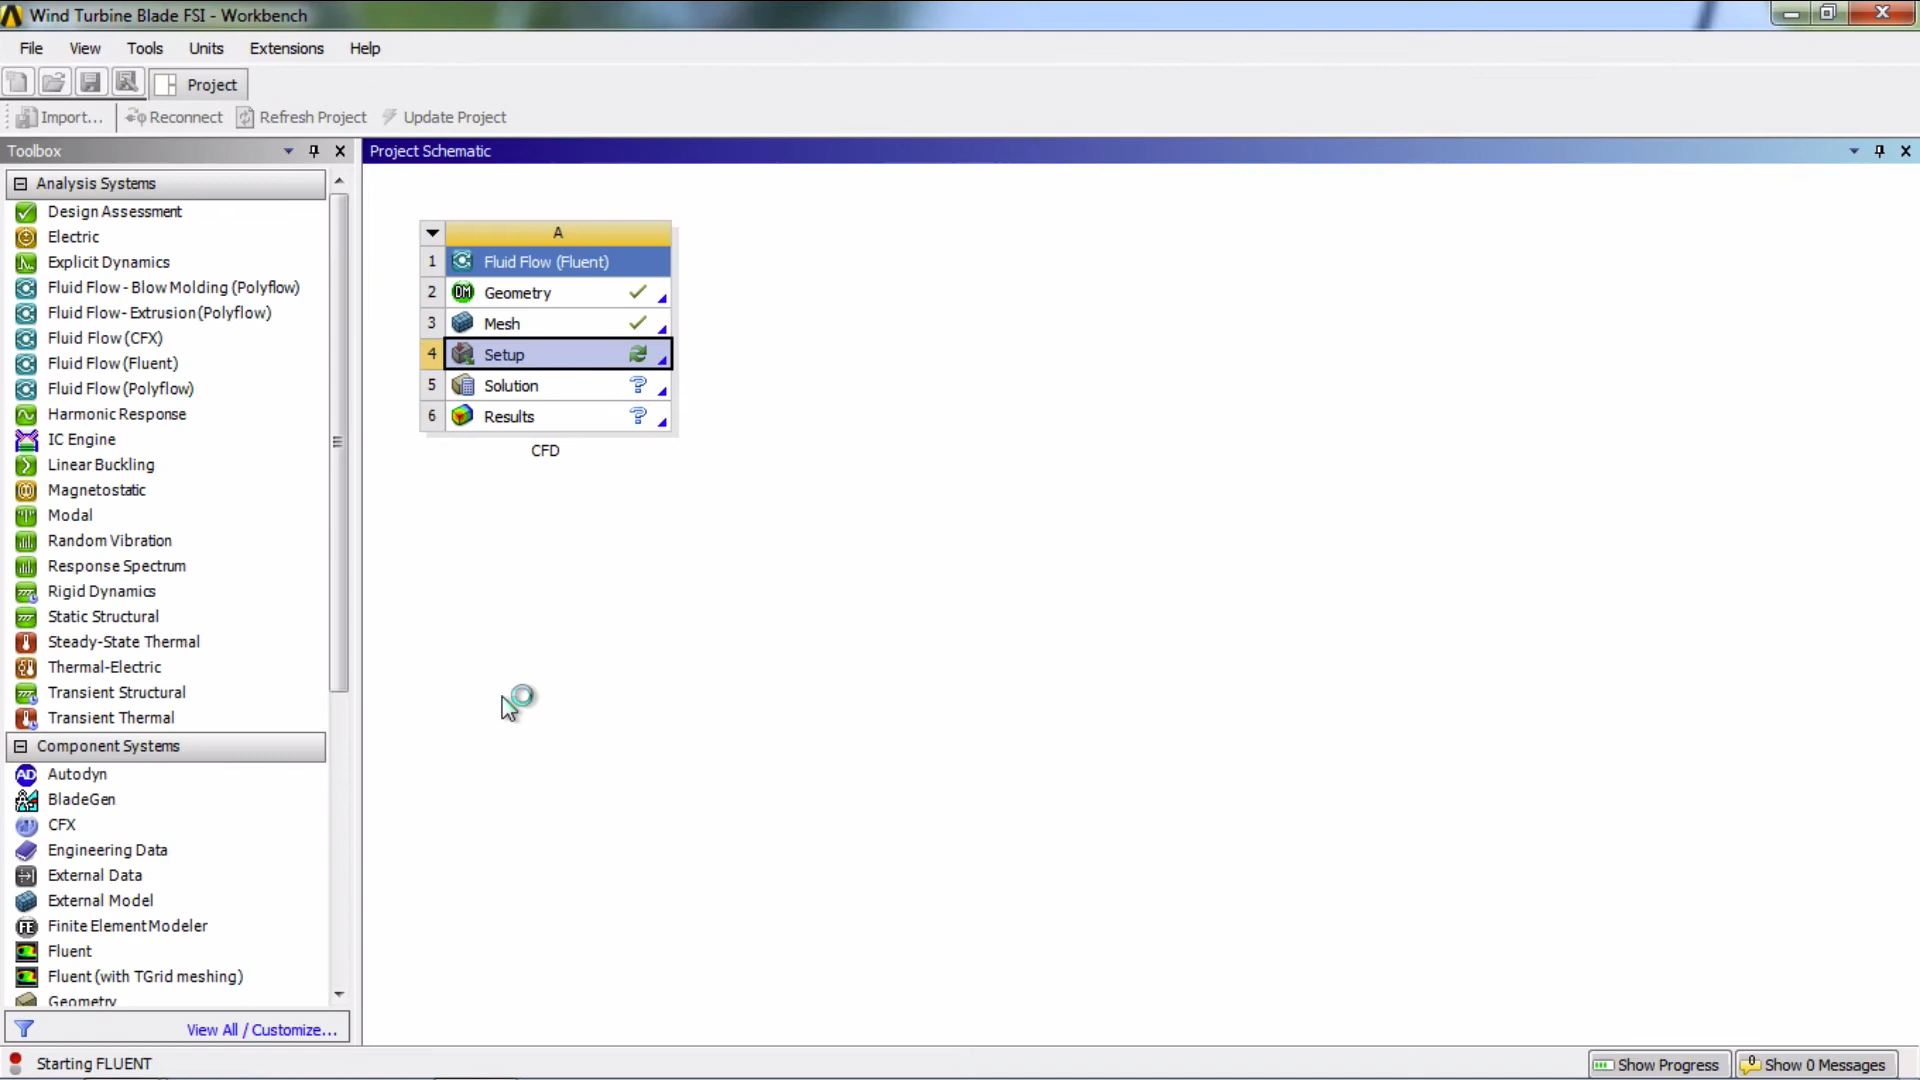 Wind Turbine Blade FSI - Workbench
File View Tools Units Extensions Help
Project
Import... Reconnect Refresh Project Update Project
Toolbox
Project Schematic
Analysis Systems
Design Assessment
Electric
Explicit Dynamics
Fluid Flow - Blow Molding (Polyflow)
Fluid Flow- Extrusion (Polyflow)
Fluid Flow (CFX)
Fluid Flow (Fluent)
Fluid Flow (Polyflow)
Harmonic Response
IC Engine
Linear Buckling
Magnetostatic
Modal
Random Vibration
Response Spectrum
Rigid Dynamics
Static Structural
Steady-State Thermal
Thermal-Electric
Transient Structural
Transient Thermal
Component Systems
AD Autodyn
BladeGen
CFX
Engineering Data
External Data
External Model
FE Finite Element Modeler
Fluent
Fluent (with TGrid meshing)
Geometry
View All / Customize...
A
1 Fluid Flow (Fluent)
2 DM Geometry
3 Mesh
4 Setup
5 Solution ?
6 Results ?
CFD
Starting FLUENT
Show Progress
0 Show 0 Messages